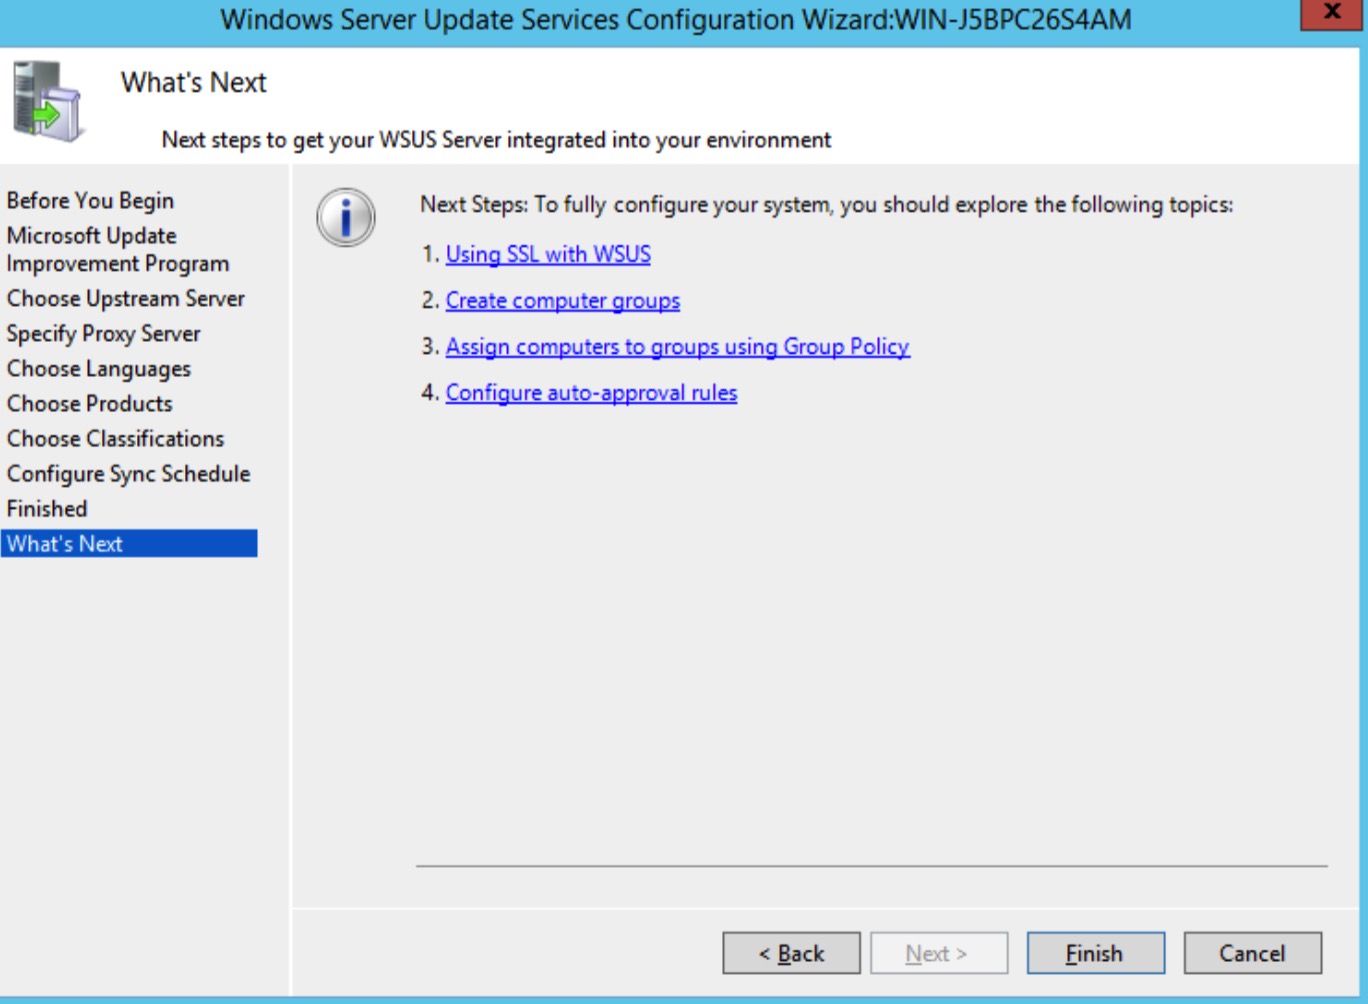 Windows Server Update Services Configuration Wizard:WIN-J5BPC26S4AM
x
What's Next
Next steps to get your WSUS Server integrated into your environment
Before You Begin
Microsoft Update
Improvement Program
Choose Upstream Server
Specify Proxy Server
Choose Languages
Choose Products
Choose Classifications
Configure Sync Schedule
Finished
What's Next
Next Steps: To fully configure your system, you should explore the following topics:
1. Using SSL with WSUS
2. Create computer groups
3. Assign computers to groups using Group Policy
4. Configure auto-approval rules
< Back
Next >
Finish
Cancel